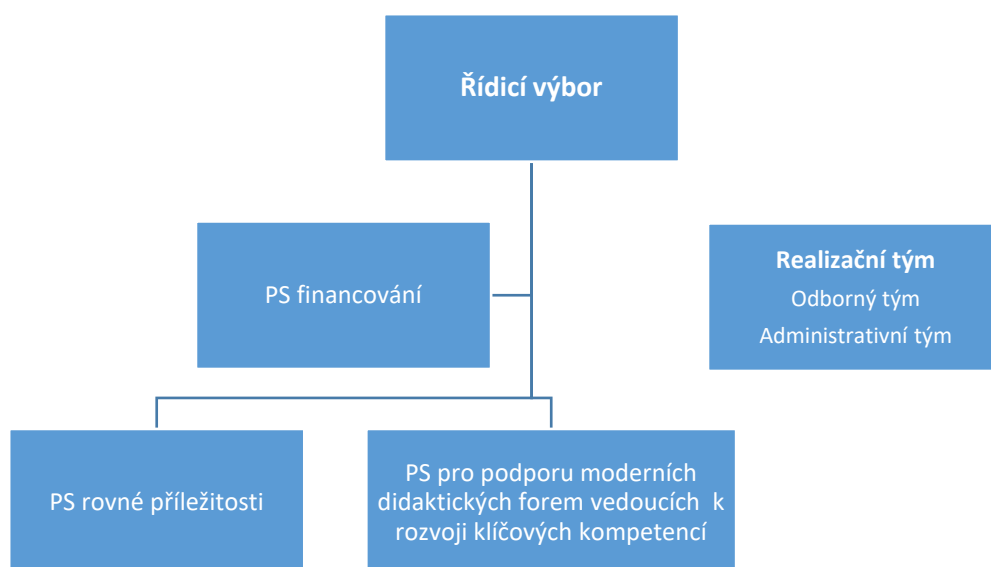 Řídicí výbor
PS financování
Realizační tým
Odborný tým
Administrativní tým
PS rovné příležitosti
PS pro podporu moderních
didaktických forem vedoucích  k
rozvoji klíčových kompetencí